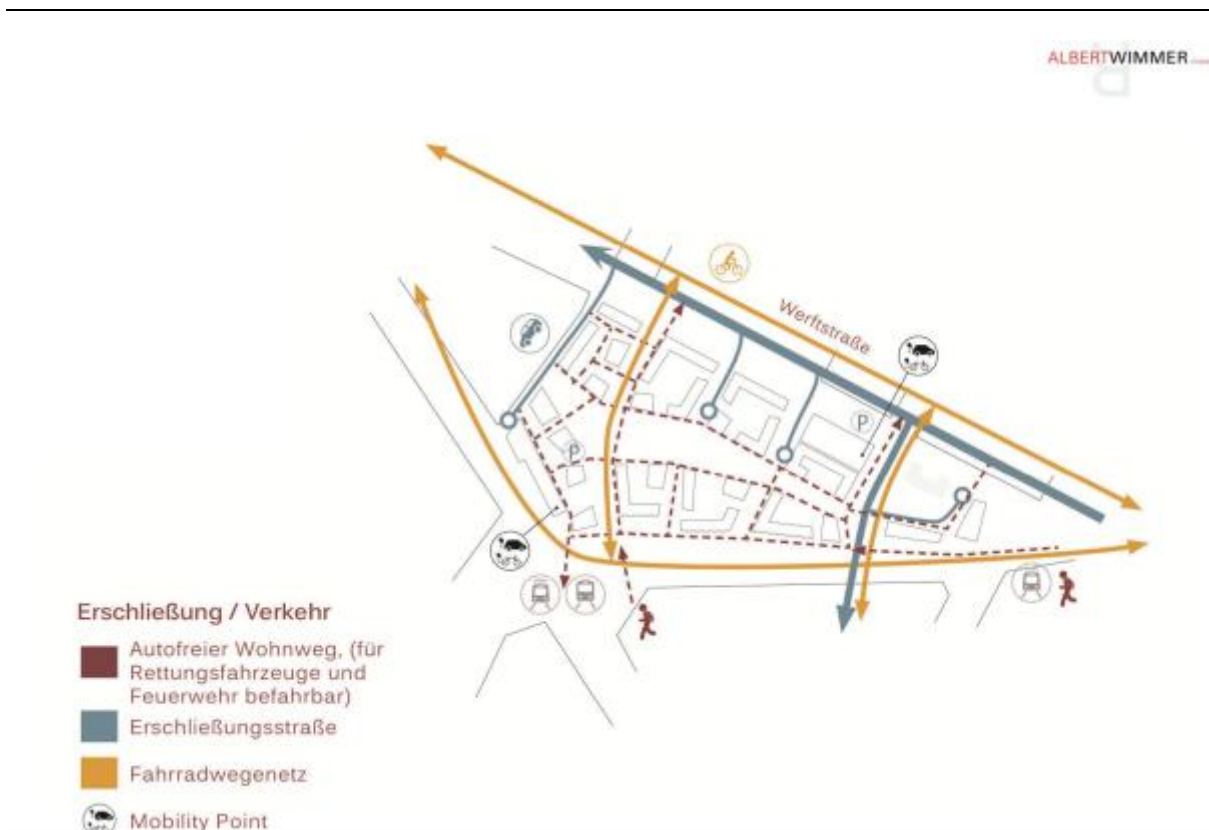 ALBERTWIMMER
Werftstraße
P
P
Erschließung / Verkehr
Autofreier Wohnweg, (für
Rettungsfahrzeuge und
Feuerwehr befahrbar)
Erschließungsstraße
Fahrradwegenetz
Mobility Point